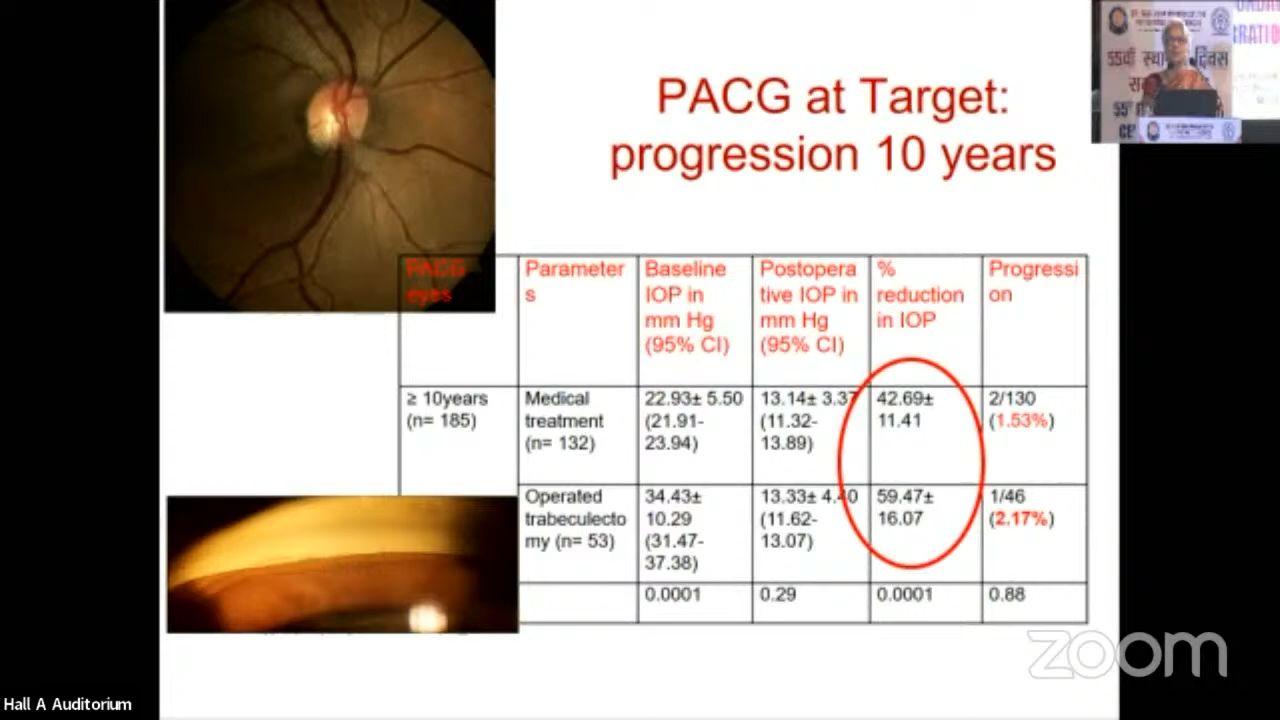 PACG at Target:
progression 10 years
55वां
55
PACG
eyes
Parameter
s
Baseline
IOP in
mm Hg
(95% CI)
Postopera
tive IOP in
mm Hg
(95% CI)
%
reduction
in IOP
Progressi
on
≥ 10years
(n= 185)
Medical
treatment
(n= 132)
22.93± 5.50
(21.91-
23.94)
13.14± 3.37
(11.32-
13.89)
42.69±
11.41
2/130
(1.53%)
Operated
trabeculecto
my (n= 53)
34.43±
10.29
(31.47-
37.38)
13.33± 4.40
(11.62-
13.07)
59.47±
16.07
1/46
(2.17%)
0.0001
0.29
0.0001
0.88
zoom
Hall A Auditorium